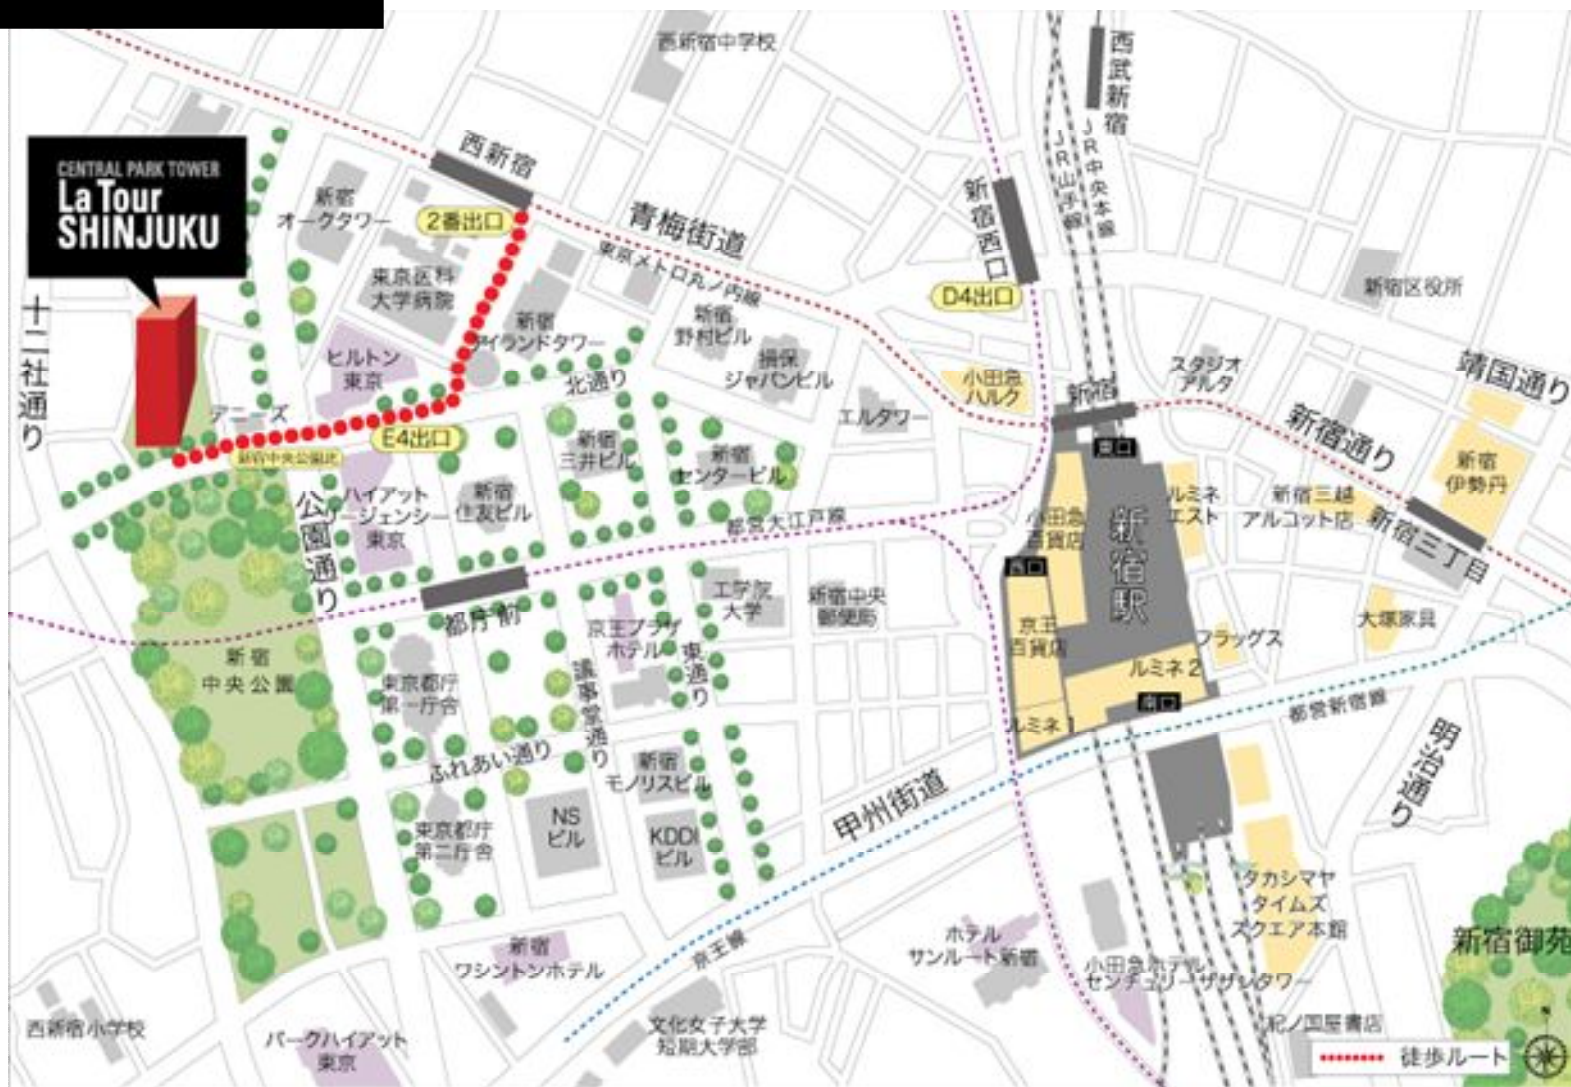 西新宿中学校
西武新宿
JR山手線
JR中央本線
CENTRAL PARK TOWER
La Tour
SHINJUKU
西新宿
2番出口
新宿
オークタワー
東京医科
大学病院
青梅街道
東京メトロ丸ノ内線
新宿西口
D4出口
新宿区役所
十二社通り
ヒルトン
東京
新宿
アイランドタワー
新宿
野村ビル
損保
ジャパンビル
北通り
小田急
ハルク
新宿
スタジオ
アルタ
靖国通り
新宿通り
アニーズ
E4出口
新宿中央公園北
エルタワー
東口
新宿
三井ビル
新宿
センタービル
新宿
伊勢丹
公園通り
ハイアット
リージェンシー
東京
新宿
住友ビル
都営大江戸線
小田急
百貨店
新宿駅
ルミネ
エスト
新宿三越
アルコット店
新宿三丁目
西口
都庁前
工学院
大学
新宿中央
郵便局
京王
百貨店
フラッグス
大塚家具
新宿
中央公園
東京都庁
第一庁舎
京王プラザ
ホテル
東通り
議事堂通り
ルミネ2
南口
ルミネ1
都営新宿線
明治通り
ふれあい通り
新宿
モノリスビル
甲州街道
東京都庁
第二庁舎
NS
ビル
KDDI
ビル
タカシマヤ
タイムズ
スクエア本館
新宿御苑
新宿
ワシントンホテル
京王線
ホテル
サンルート新宿
小田急ホテル
センチュリーサザンタワー
西新宿小学校
パークハイアット
東京
文化女子大学
短期大学部
紀ノ国屋書店
徒歩ルート
N